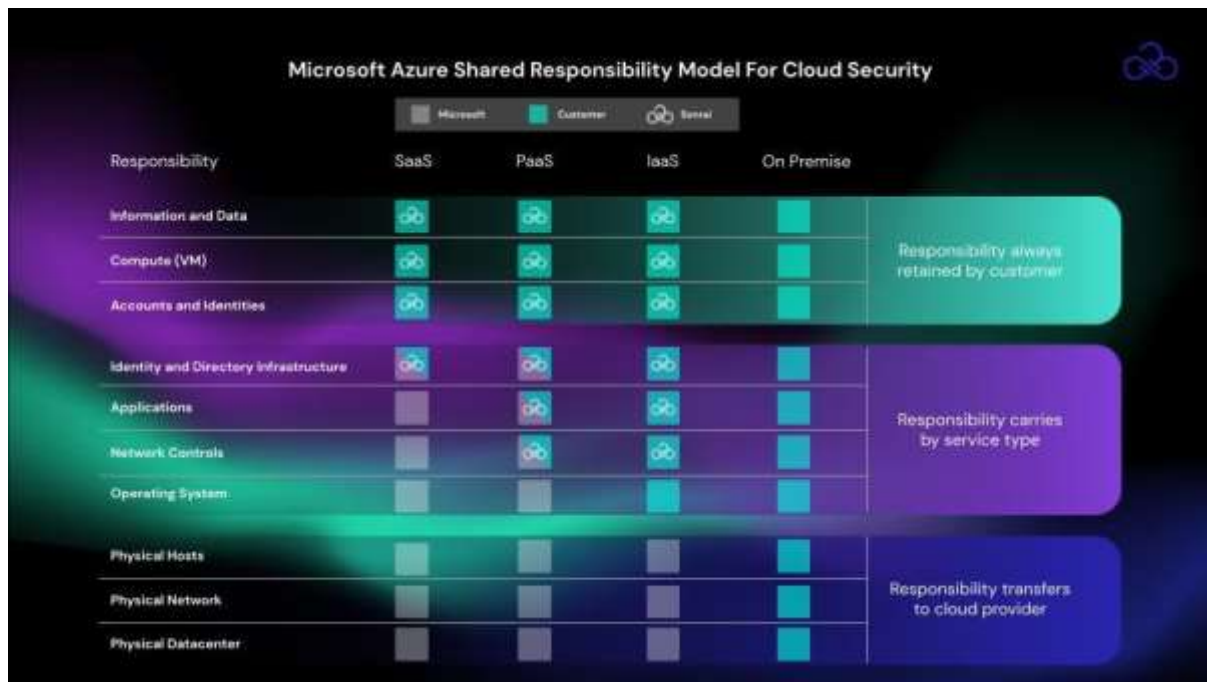 Microsoft Azure Shared Responsibility Model For Cloud Security
Microsoft Customer Sonrai
Responsibility SaaS PaaS IaaS On Premise
Information and Data
Compute (VM)
Responsibility always
retained by customer
Accounts and Identities
Identity and Directory Infrastructure
Applications
Responsibility carries
by service type
Network Controls
Operating System
Physical Hosts
Physical Network
Responsibility transfers
to cloud provider
Physical Datacenter